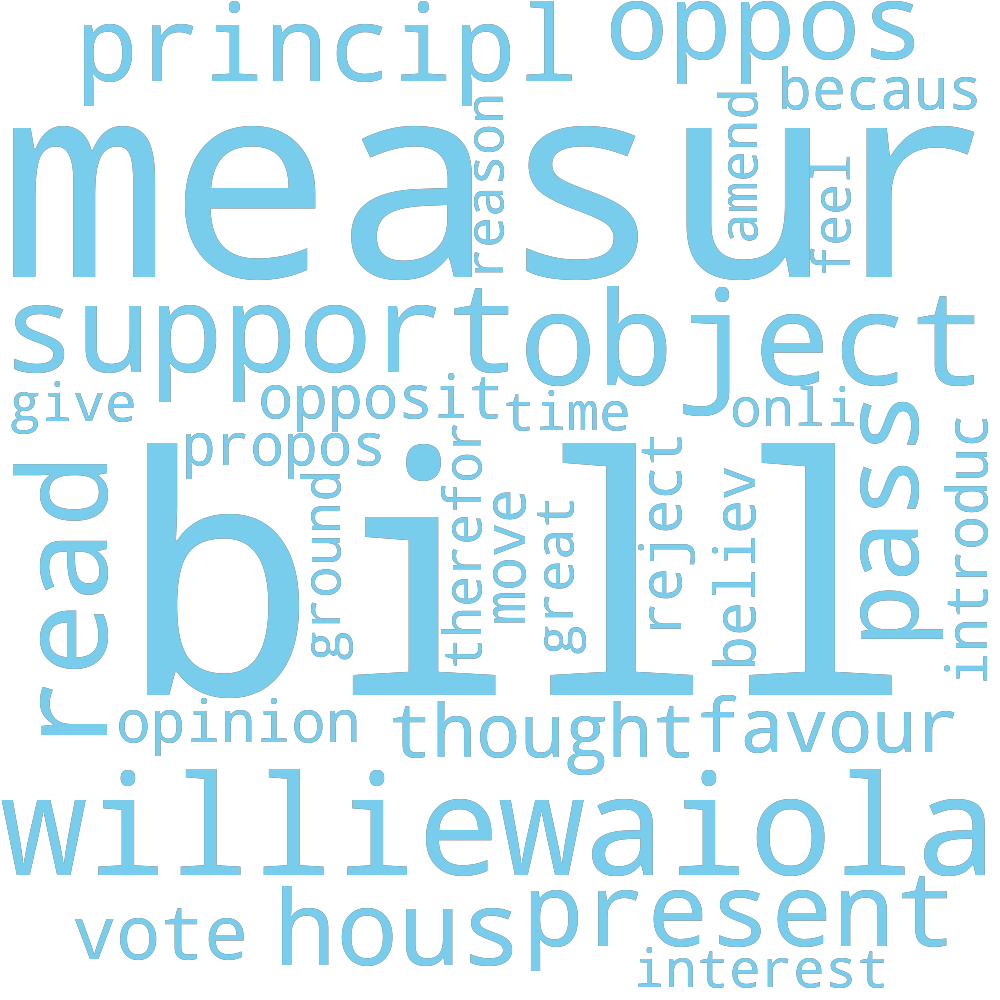 principl
oppos
becaus
measur
reason
amend
feel
support
object
give
opposit
time
onli
propos
read
bill
ground
therefor
move
great
reject
believ
pass
introduc
opinion
thought
favour
williewaiola
vote
hous
present
interest